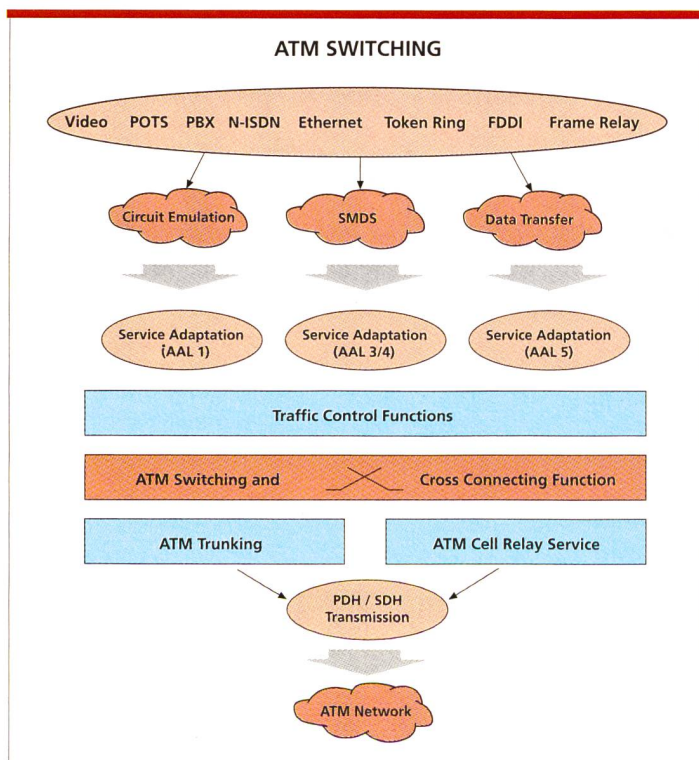 ATM SWITCHING
Video POTS PBX N-ISDN Ethernet Token Ring FDDI Frame Relay
Circuit Emulation SMDS Data Transfer
Service Adaptation Service Adaptation Service Adaptation
(AAL 1) (AAL 3/4) (AAL 5)
Traffic Control Functions
ATM Switching and Cross Connecting Function
ATM Trunking ATM Cell Relay Service
PDH / SDH
Transmission
ATM Network